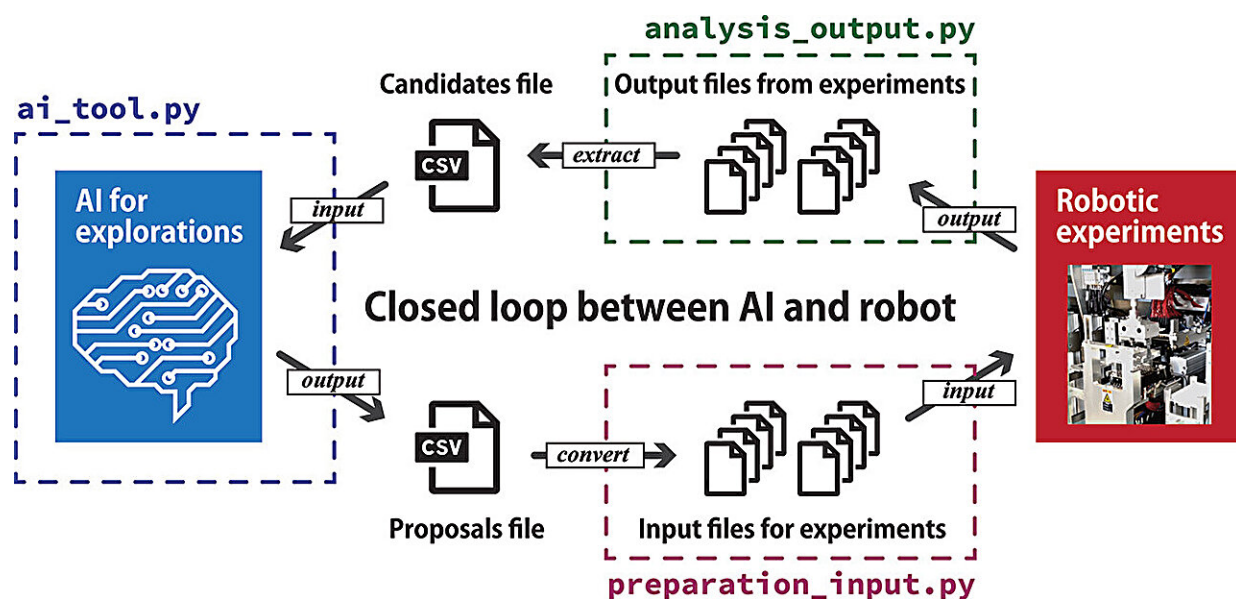 analysis_output.py
Candidates file
Output files from experiments
ai_tool.py
CSV
extract
AI for
explorations
input
output
Robotic
experiments
Closed loop between AI and robot
output
input
CSV
convert
Proposals file
Input files for experiments
preparation_input.py